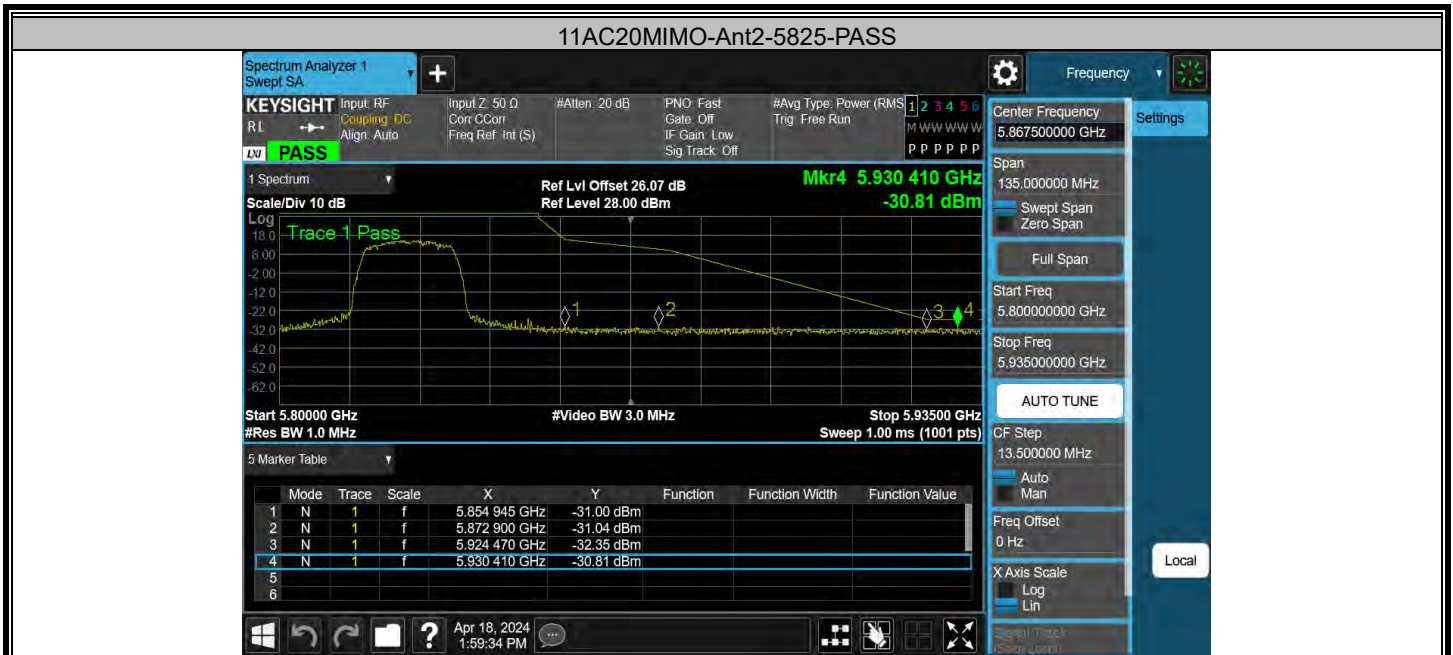 11AC20MIMO-Ant2-5825-PASS
Spectrum Analyzer 1
Swept SA
Frequency
KEYSIGHT
RL
LXI
PASS
Input: RF
Coupling: DC
Align: Auto
Input Z: 50 Ω
Corr CCorr
Freq Ref: Int (S)
#Atten: 20 dB
PNO: Fast
Gate: Off
IF Gain: Low
Sig Track: Off
#Avg Type: Power (RMS
Trig: Free Run
1 2 3 4 5 6
M W W W W W
P P P P P P
1 Spectrum
Scale/Div 10 dB
Ref Lvl Offset 26.07 dB
Ref Level 28.00 dBm
Mkr4 5.930 410 GHz
-30.81 dBm
Log
Trace 1 Pass
18.0
8.00
-2.00
-12.0
-22.0
-32.0
-42.0
-52.0
-62.0
1
2
3
4
Start 5.80000 GHz
#Video BW 3.0 MHz
Stop 5.93500 GHz
#Res BW 1.0 MHz
Sweep 1.00 ms (1001 pts)
5 Marker Table
Mode Trace Scale X Y Function Function Width Function Value
1 N 1 f 5.854 945 GHz -31.00 dBm
2 N 1 f 5.872 900 GHz -31.04 dBm
3 N 1 f 5.924 470 GHz -32.35 dBm
4 N 1 f 5.930 410 GHz -30.81 dBm
5
6
Apr 18, 2024
1:59:34 PM
Center Frequency
5.867500000 GHz
Settings
Span
135.000000 MHz
Swept Span
Zero Span
Full Span
Start Freq
5.800000000 GHz
Stop Freq
5.935000000 GHz
AUTO TUNE
CF Step
13.500000 MHz
Auto
Man
Freq Offset
0 Hz
Local
X Axis Scale
Log
Lin
Signal Track
(Span Zoom)